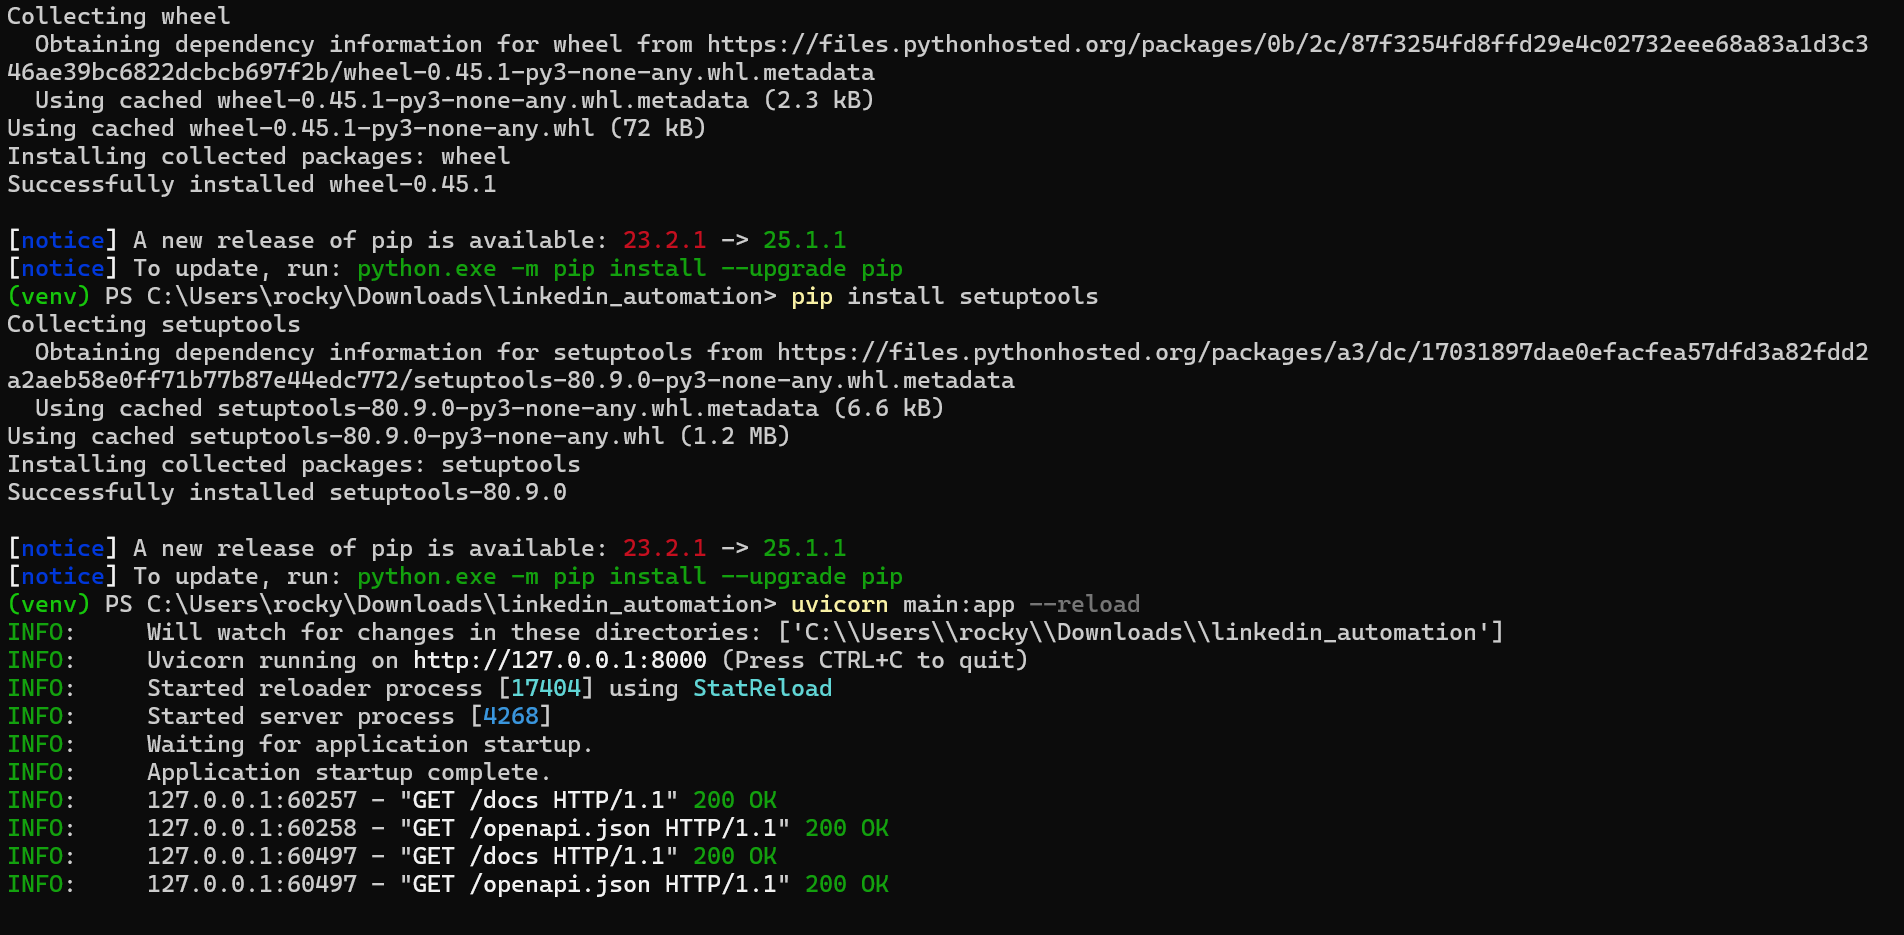 Collecting wheel
  Obtaining dependency information for wheel from https://files.pythonhosted.org/packages/0b/2c/87f3254fd8ffd29e4c02732eee68a83a1d3c3
46ae39bc6822dcbcb697f2b/wheel-0.45.1-py3-none-any.whl.metadata
  Using cached wheel-0.45.1-py3-none-any.whl.metadata (2.3 kB)
Using cached wheel-0.45.1-py3-none-any.whl (72 kB)
Installing collected packages: wheel
Successfully installed wheel-0.45.1

[notice] A new release of pip is available: 23.2.1 -> 25.1.1
[notice] To update, run: python.exe -m pip install --upgrade pip
(venv) PS C:\Users\rocky\Downloads\linkedin_automation> pip install setuptools
Collecting setuptools
  Obtaining dependency information for setuptools from https://files.pythonhosted.org/packages/a3/dc/17031897dae0efacfea57dfd3a82fdd2
a2aeb58e0ff71b77b87e44edc772/setuptools-80.9.0-py3-none-any.whl.metadata
  Using cached setuptools-80.9.0-py3-none-any.whl.metadata (6.6 kB)
Using cached setuptools-80.9.0-py3-none-any.whl (1.2 MB)
Installing collected packages: setuptools
Successfully installed setuptools-80.9.0

[notice] A new release of pip is available: 23.2.1 -> 25.1.1
[notice] To update, run: python.exe -m pip install --upgrade pip
(venv) PS C:\Users\rocky\Downloads\linkedin_automation> uvicorn main:app --reload
INFO:     Will watch for changes in these directories: ['C:\\Users\\rocky\\Downloads\\linkedin_automation']
INFO:     Uvicorn running on http://127.0.0.1:8000 (Press CTRL+C to quit)
INFO:     Started reloader process [17404] using StatReload
INFO:     Started server process [4268]
INFO:     Waiting for application startup.
INFO:     Application startup complete.
INFO:     127.0.0.1:60257 - "GET /docs HTTP/1.1" 200 OK
INFO:     127.0.0.1:60258 - "GET /openapi.json HTTP/1.1" 200 OK
INFO:     127.0.0.1:60497 - "GET /docs HTTP/1.1" 200 OK
INFO:     127.0.0.1:60497 - "GET /openapi.json HTTP/1.1" 200 OK